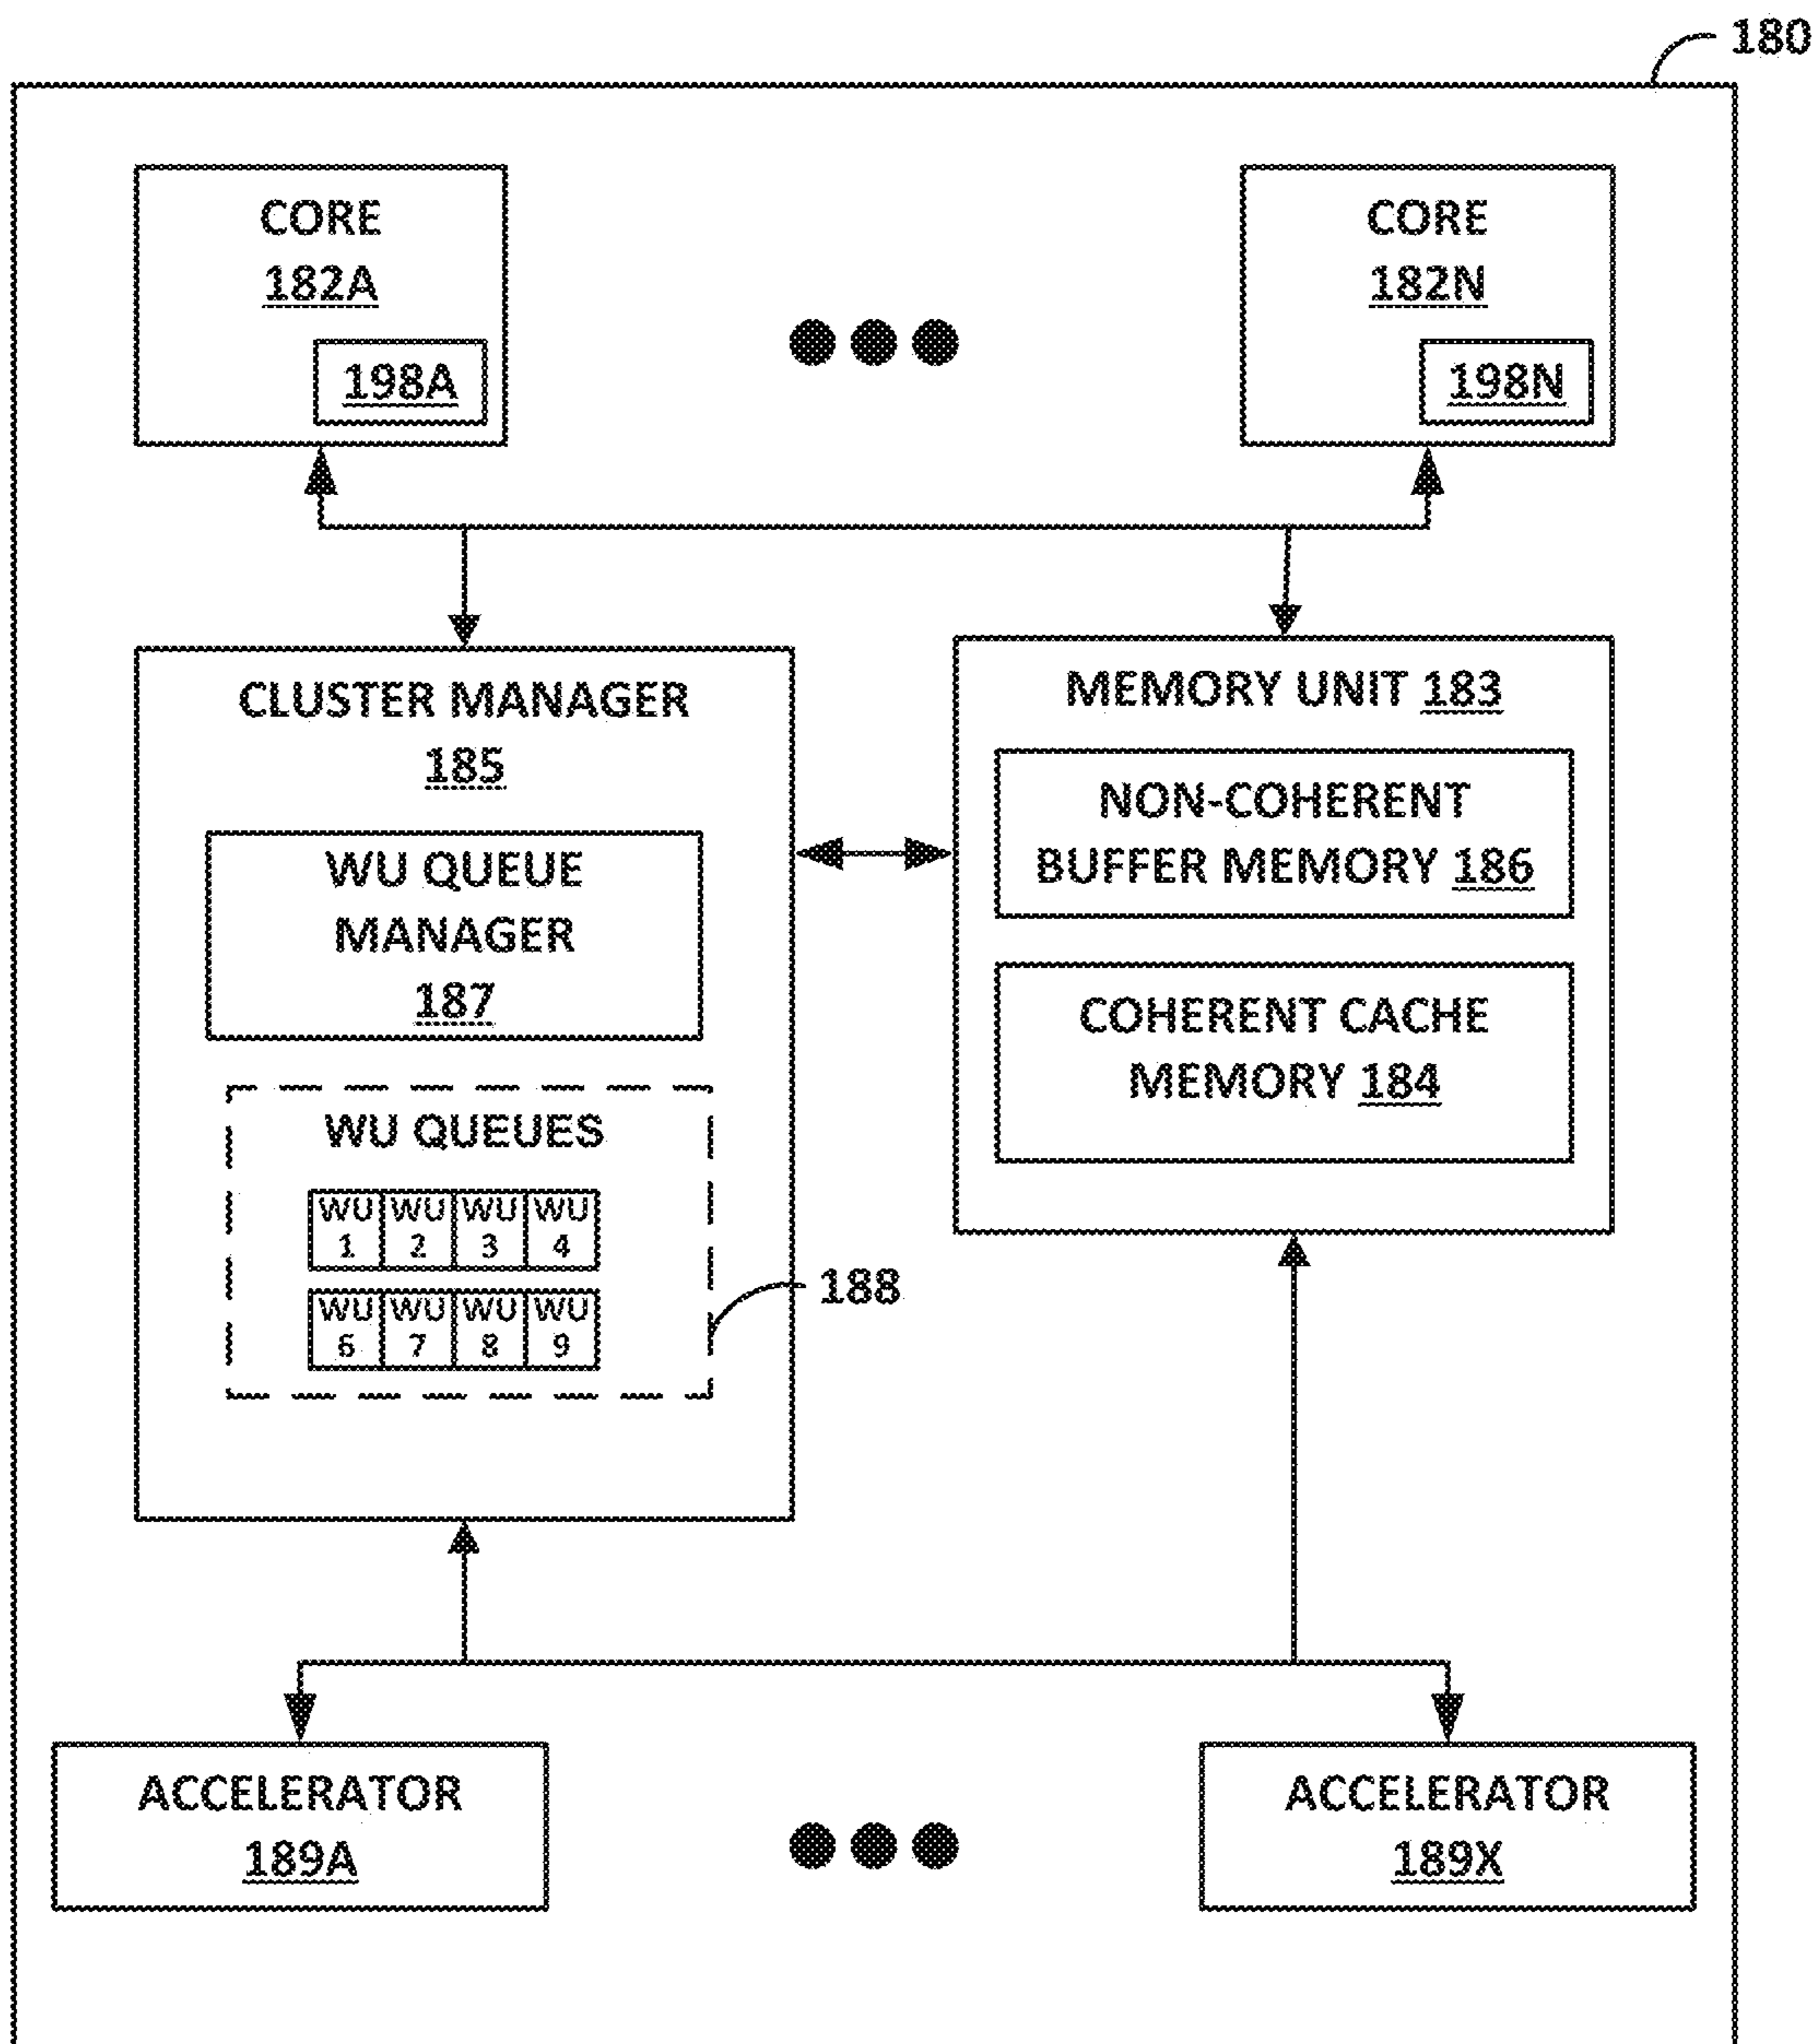 180
CORE
182A
198A
CORE
182N
198N
CLUSTER MANAGER
185
WU QUEUE
MANAGER
187
WU QUEUES
WU WU WU WU
1 2 3 4
WU WU WU WU
6 7 8 9
188
MEMORY UNIT 183
NON-COHERENT
BUFFER MEMORY 186
COHERENT CACHE
MEMORY 184
ACCELERATOR
189A
ACCELERATOR
189X